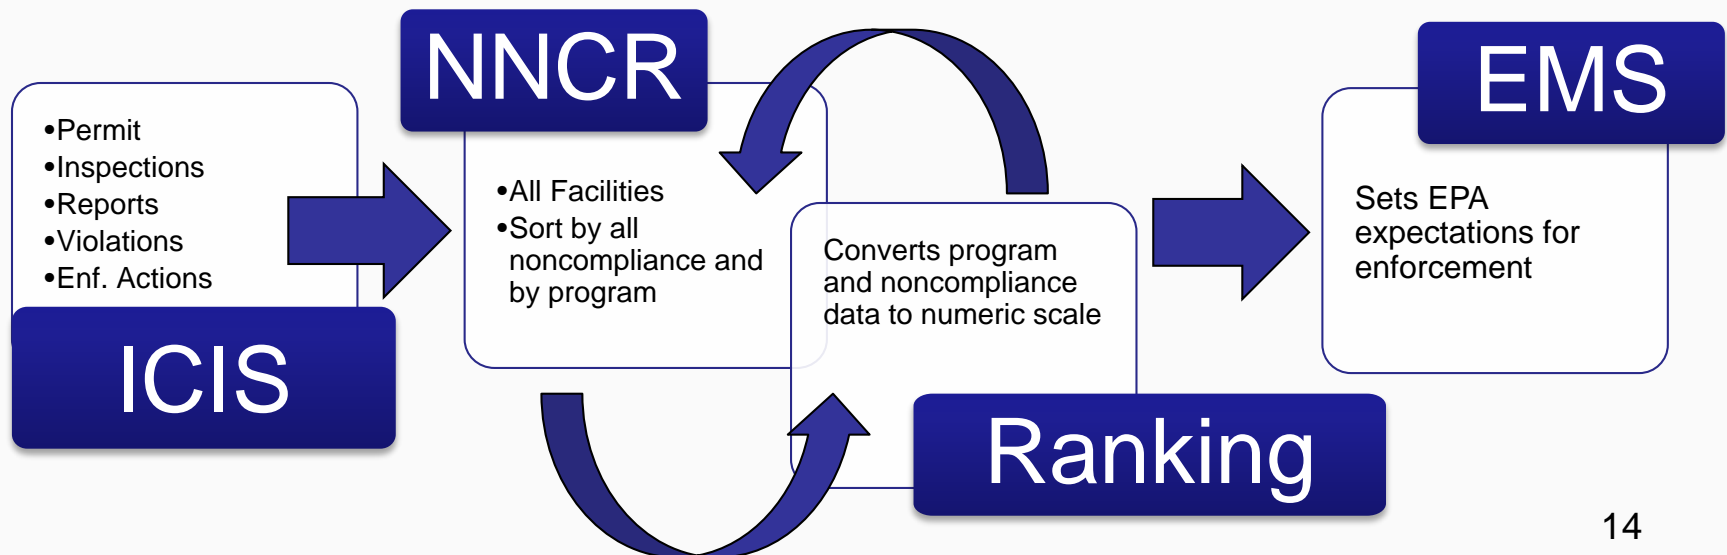 •Permit
•Inspections
•Reports
•Violations
•Enf. Actions
ICIS
NNCR
•All Facilities
•Sort by all
noncompliance and
by program
Converts program
and noncompliance
data to numeric scale
Ranking
EMS
Sets EPA
expectations for
enforcement
14